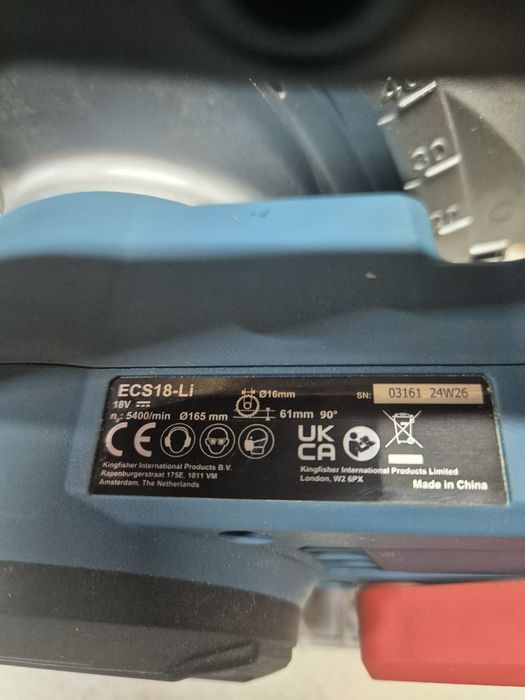 40
30
20
ECS18-Li
18V
Ø16mm
SN: 03161 24W26
n₀: 5400/min Ø165 mm 61mm 90°
CE
UK
CA
Kingfisher International Products B.V.
Rapenburgerstraat 175E, 1011 VM
Amsterdam, The Netherlands
Kingfisher International Products Limited
London, W2 6PX
Made in China